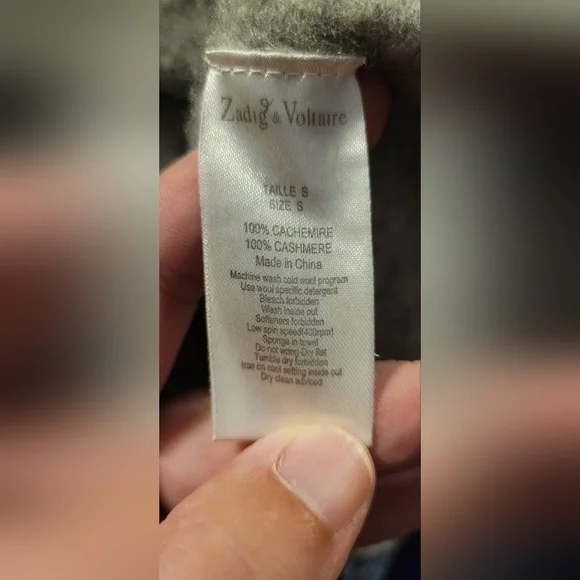 Zadig & Voltaire
TAILLE S
SIZE S
100% CACHEMIRE
100% CASHMERE
Made in China
Machine wash cold wool program
Use wool specific detergent
Bleach forbidden
Wash inside out
Softeners forbidden
Low spin speed(400rpm)
Sponge in towel
Do not wring-Dry flat
Tumble dry forbidden
Iron on cool setting inside out
Dry clean adviced